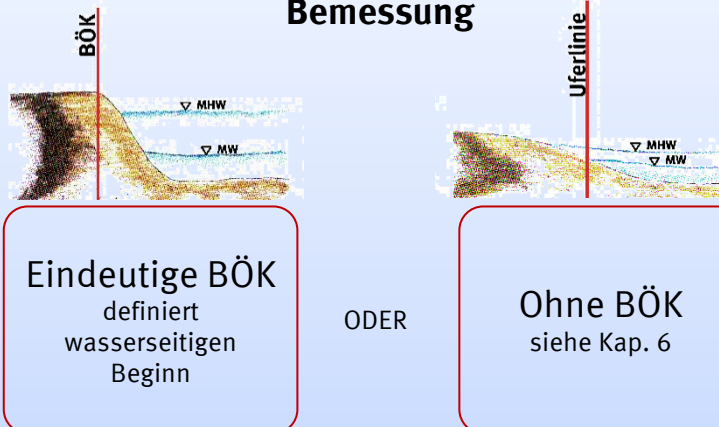 Bemessung
BÖK
MHW
MW
Uferlinie
MHW
MW
Eindeutige BÖK
definiert
wasserseitigen
Beginn
ODER
Ohne BÖK
siehe Kap. 6